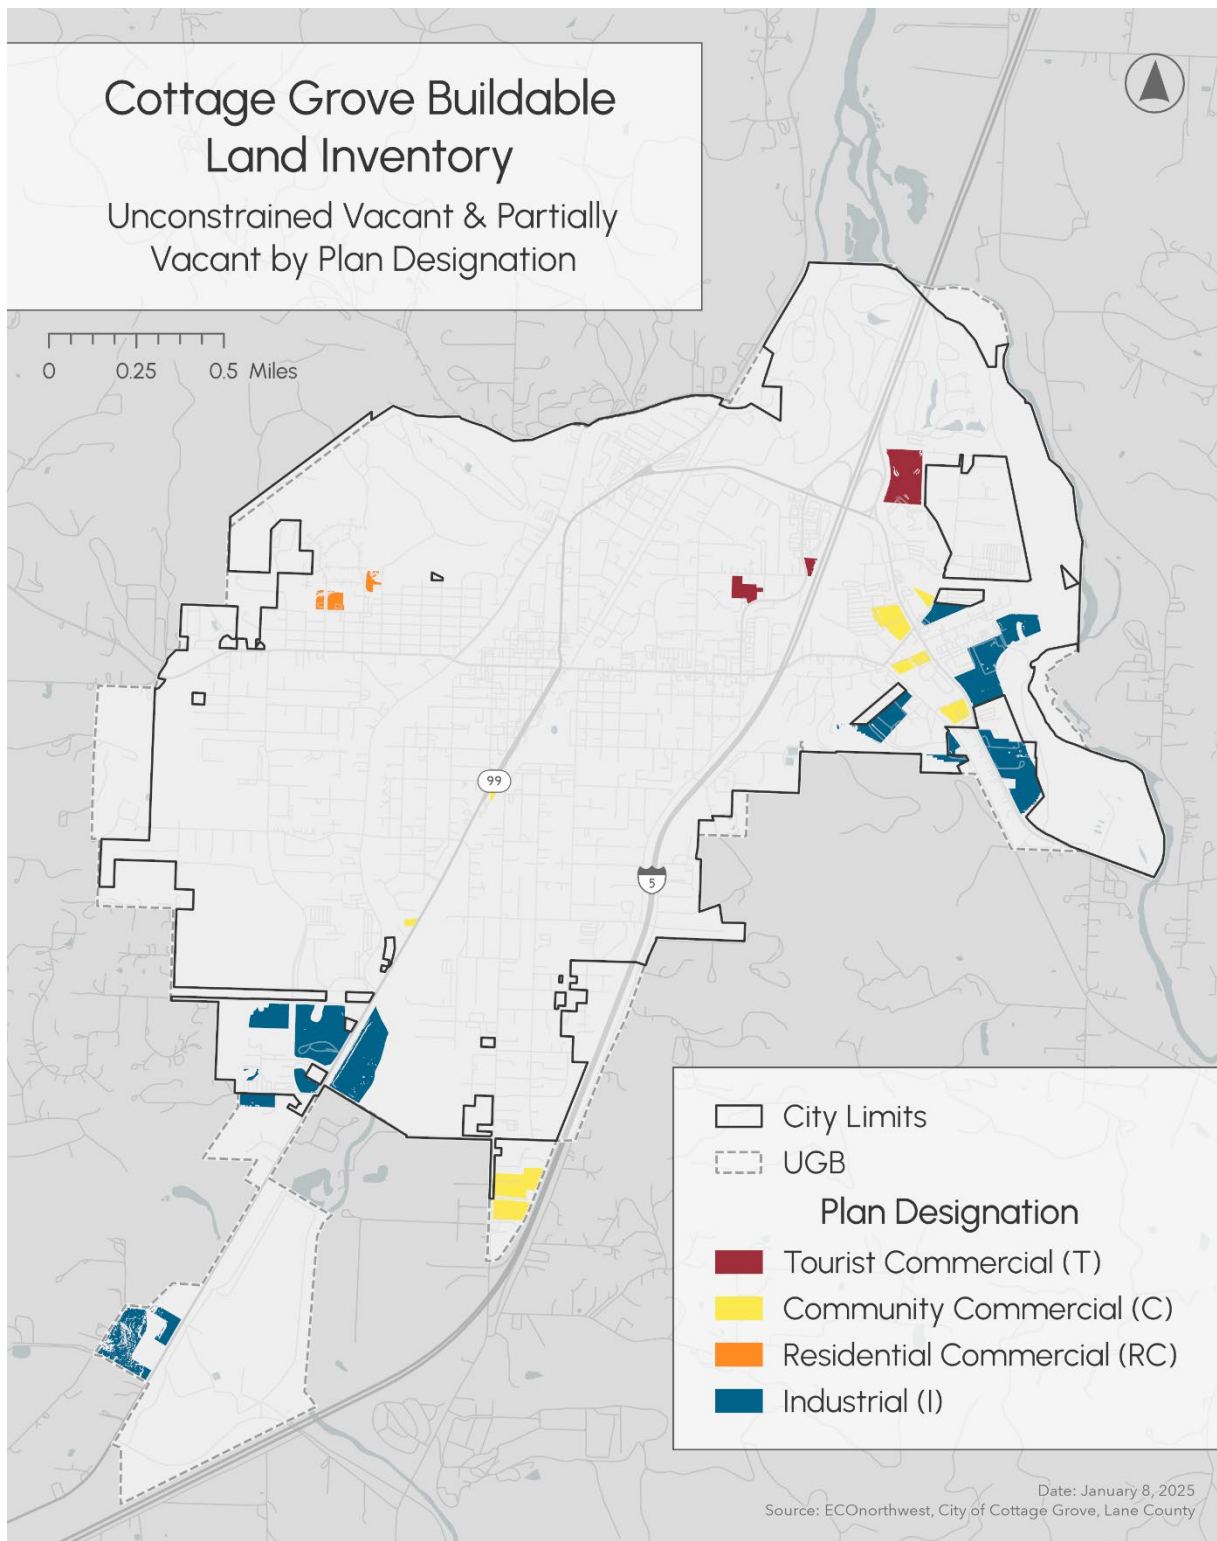 Cottage Grove Buildable
Land Inventory
Unconstrained Vacant & Partially
Vacant by Plan Designation
0 0.25 0.5 Miles
99
5
City Limits
UGB
Plan Designation
Tourist Commercial (T)
Community Commercial (C)
Residential Commercial (RC)
Industrial (I)
Date: January 8, 2025
Source: ECOnorthwest, City of Cottage Grove, Lane County